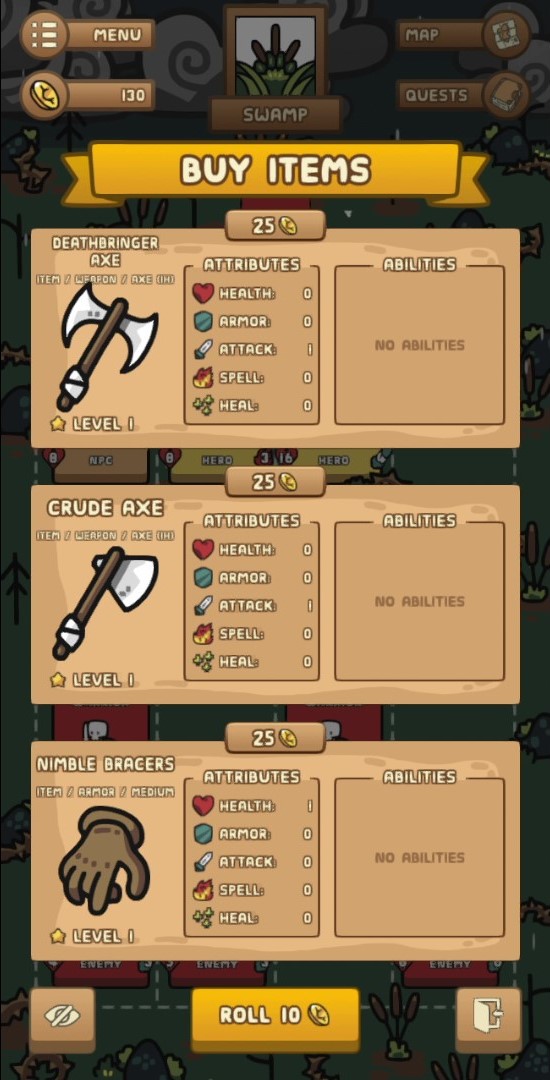 MENU
MAP
130
QUESTS
SWAMP
BUY ITEMS
25
DEATHBRINGER
AXE
ITEM / WEAPON / AXE (1H)
LEVEL 1
ATTRIBUTES
HEALTH: 0
ARMOR: 0
ATTACK: 1
SPELL: 0
HEAL: 0
ABILITIES
NO ABILITIES
8 NPC
8 HERO 3
16 HERO
25
CRUDE AXE
ITEM / WEAPON / AXE (1H)
LEVEL 1
ATTRIBUTES
HEALTH: 0
ARMOR: 0
ATTACK: 1
SPELL: 0
HEAL: 0
ABILITIES
NO ABILITIES
25
NIMBLE BRACERS
ITEM / ARMOR / MEDIUM
LEVEL 1
ATTRIBUTES
HEALTH: 1
ARMOR: 0
ATTACK: 0
SPELL: 0
HEAL: 0
ABILITIES
NO ABILITIES
ENEMY
ENEMY
ENEMY
ROLL 10